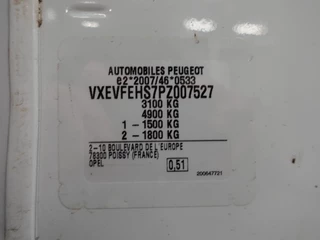 AUTOMOBILES PEUGEOT
e2*2007/46*0533
VXEVFEHS7PZ007527
3100 KG
4900 KG
1 - 1500 KG
2 - 1800 KG
2-10 BOULEVARD DE L'EUROPE
78300 POISSY (FRANCE)
OPEL
0.51
200647721